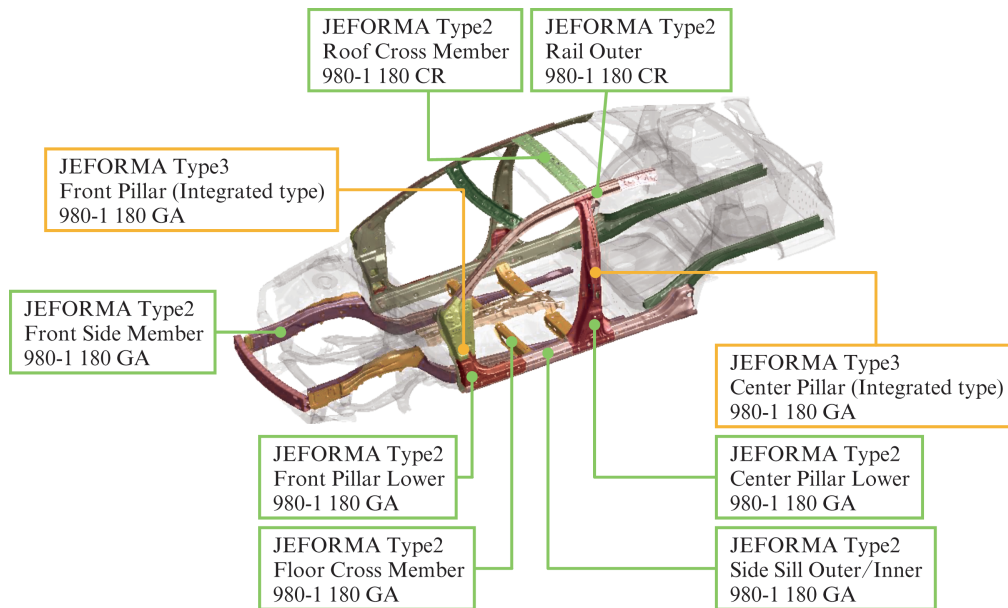 JEFORMA Type2
Roof Cross Member
980-1 180 CR
JEFORMA Type2
Rail Outer
980-1 180 CR
JEFORMA Type3
Front Pillar (Integrated type)
980-1 180 GA
JEFORMA Type2
Front Side Member
980-1 180 GA
JEFORMA Type3
Center Pillar (Integrated type)
980-1 180 GA
JEFORMA Type2
Front Pillar Lower
980-1 180 GA
JEFORMA Type2
Center Pillar Lower
980-1 180 GA
JEFORMA Type2
Floor Cross Member
980-1 180 GA
JEFORMA Type2
Side Sill Outer/Inner
980-1 180 GA